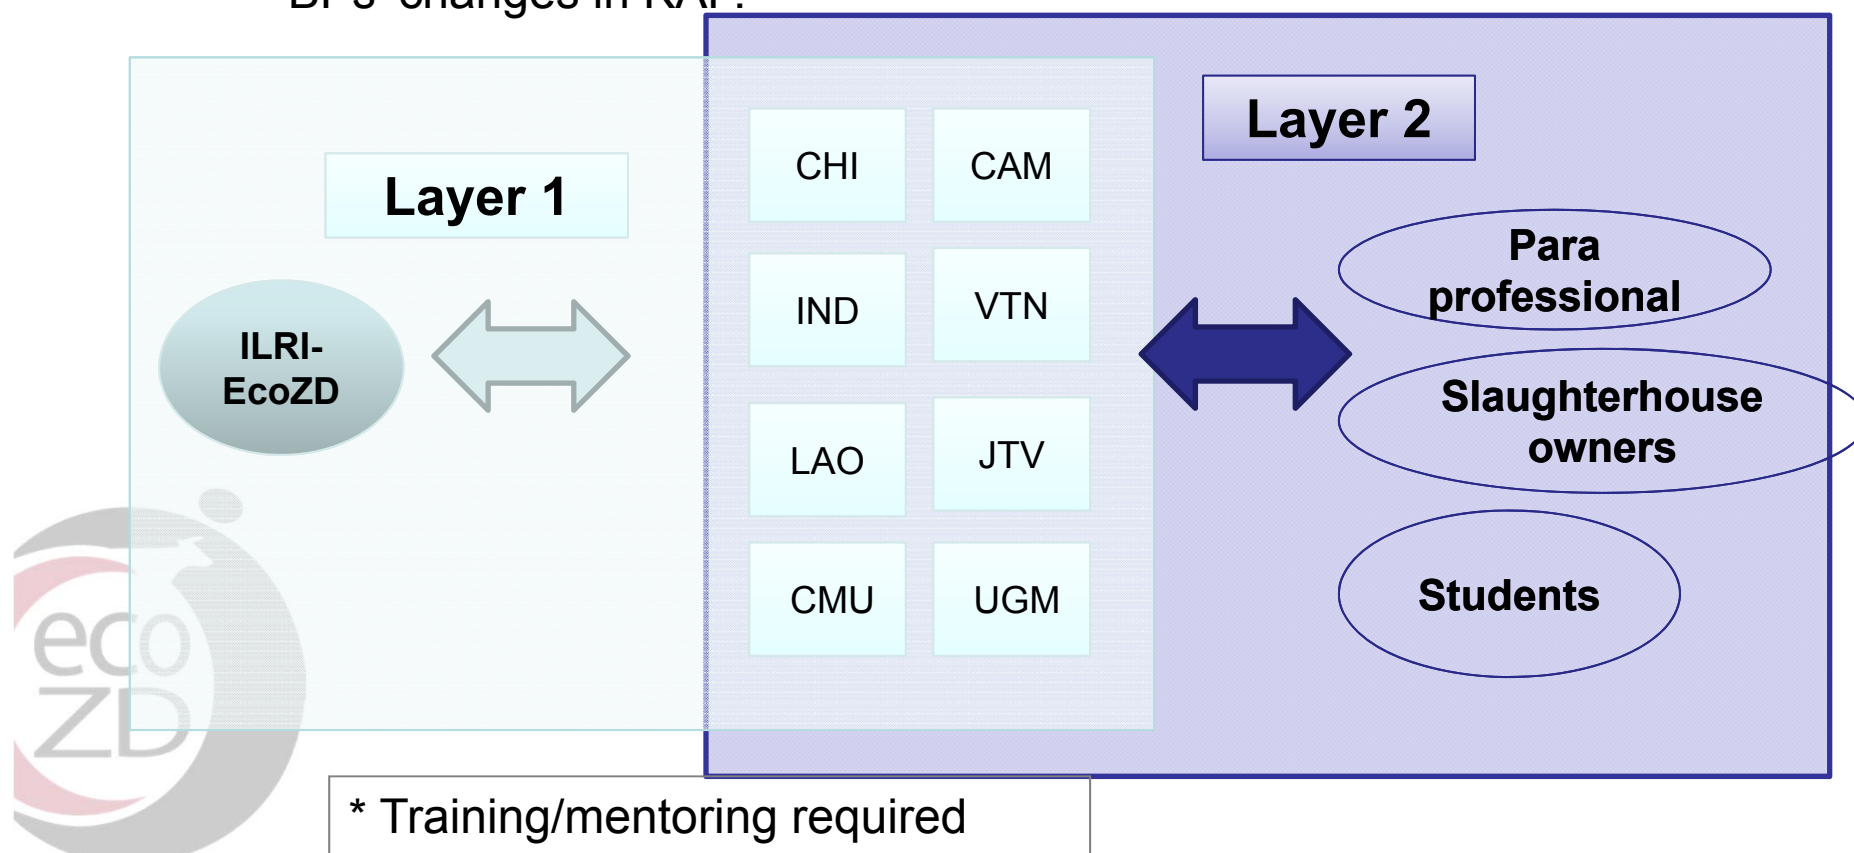 Layer 2
CHI CAM
Layer 1
Para
professional
IND VTN
ILRI-
EcoZD
Slaughterhouse
owners
LAO JTV
CMU UGM
Students
eco
ZD
* Training/mentoring required